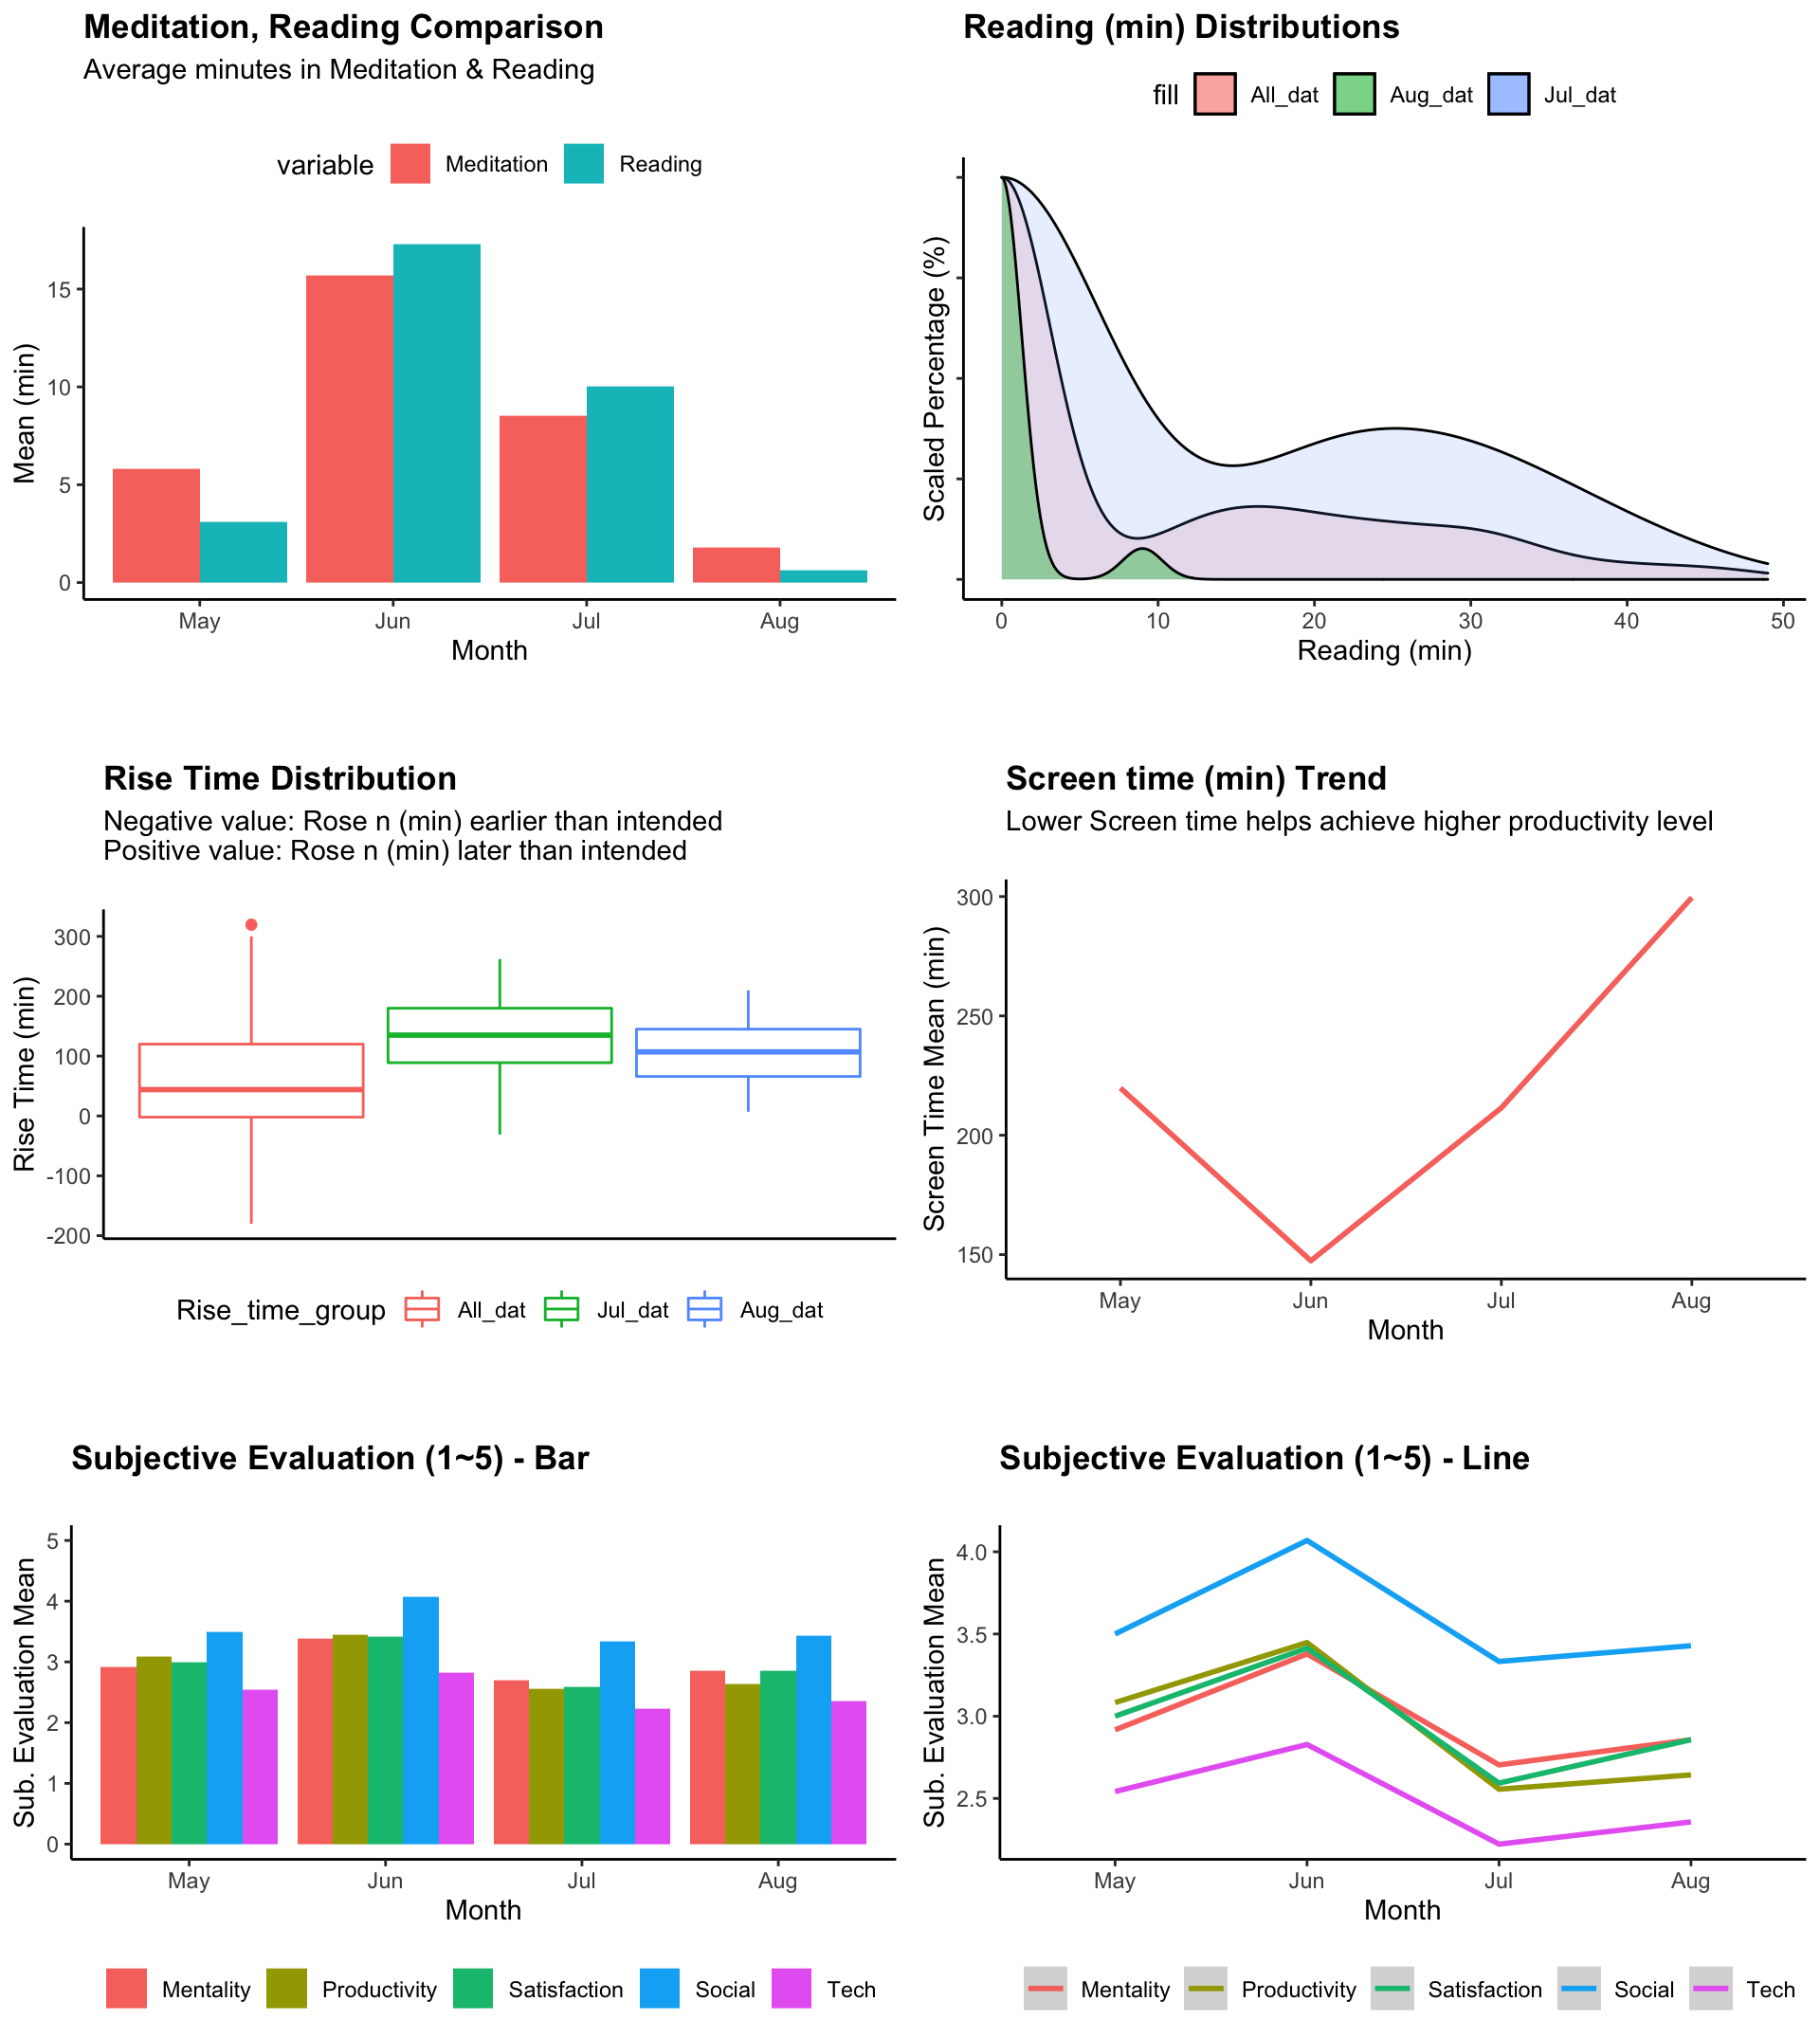 Meditation, Reading Comparison
Average minutes in Meditation & Reading
variable Meditation Reading
Mean (min)
15
10
5
0
May Jun Jul Aug
Month
Reading (min) Distributions
fill All_dat Aug_dat Jul_dat
Scaled Percentage (%)
0 10 20 30 40 50
Reading (min)
Rise Time Distribution
Negative value: Rose n (min) earlier than intended
Positive value: Rose n (min) later than intended
Rise Time (min)
300
200
100
0
-100
-200
Rise_time_group All_dat Jul_dat Aug_dat
Screen time (min) Trend
Lower Screen time helps achieve higher productivity level
Screen Time Mean (min)
300
250
200
150
May Jun Jul Aug
Month
Subjective Evaluation (1~5) - Bar
Sub. Evaluation Mean
5
4
3
2
1
0
May Jun Jul Aug
Month
Mentality Productivity Satisfaction Social Tech
Subjective Evaluation (1~5) - Line
Sub. Evaluation Mean
4.0
3.5
3.0
2.5
May Jun Jul Aug
Month
Mentality Productivity Satisfaction Social Tech